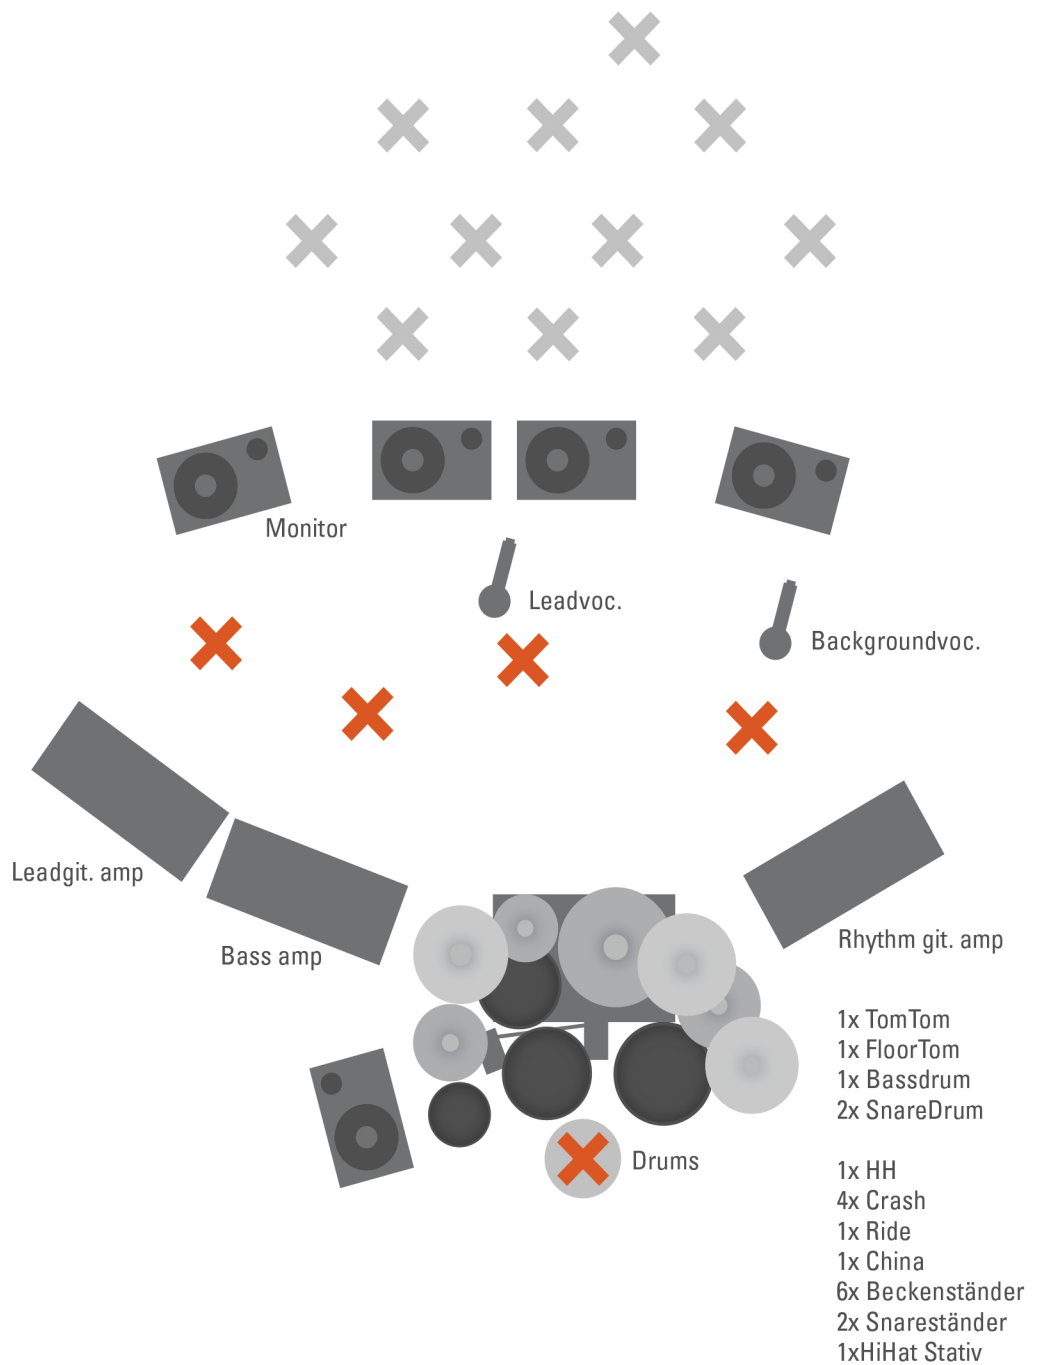 Monitor
Leadvoc.
Backgroundvoc.
Leadgit. amp
Bass amp
Rhythm git. amp
Drums
1x TomTom
1x FloorTom
1x Bassdrum
2x SnareDrum
1x HH
4x Crash
1x Ride
1x China
6x Beckenständer
2x Snareständer
1xHiHat Stativ